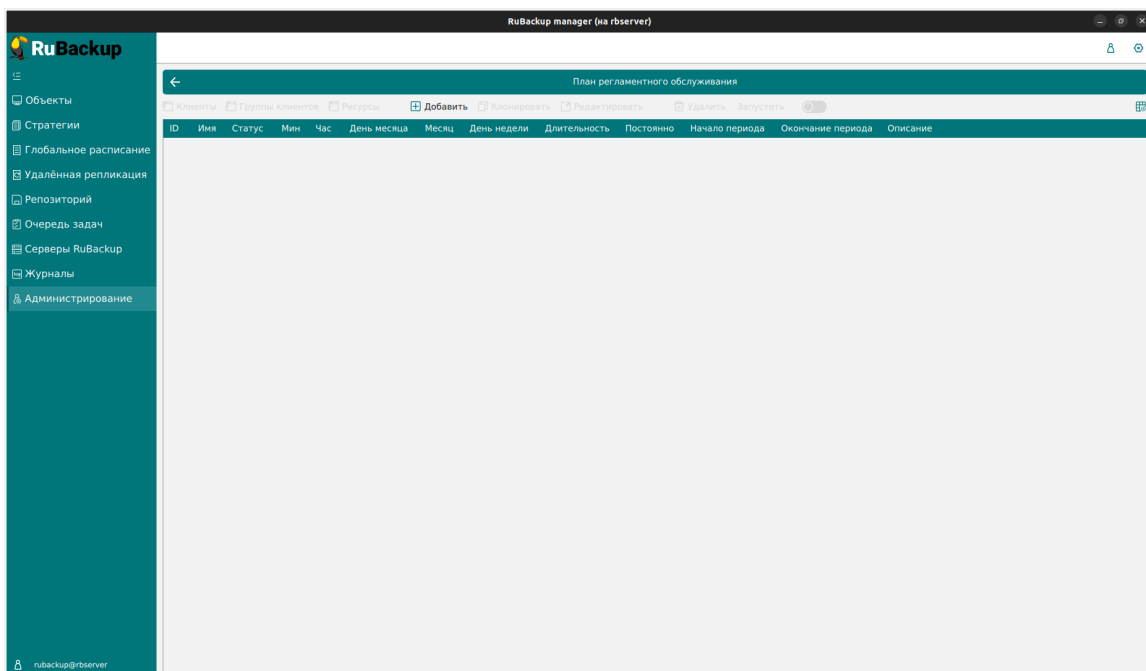 RuBackup manager (на rbserver)
RuBackup
План регламентного обслуживания
Клиенты Группы клиентов Ресурсы Добавить Клонировать Редактировать Удалить Запустить
ID Имя Статус Мин Час День месяца Месяц День недели Длительность Постоянно Начало периода Окончание периода Описание
Объекты
Стратегии
Глобальное расписание
Удалённая репликация
Репозиторий
Очередь задач
Серверы RuBackup
Журналы
Администрирование
rubackup@rbserver